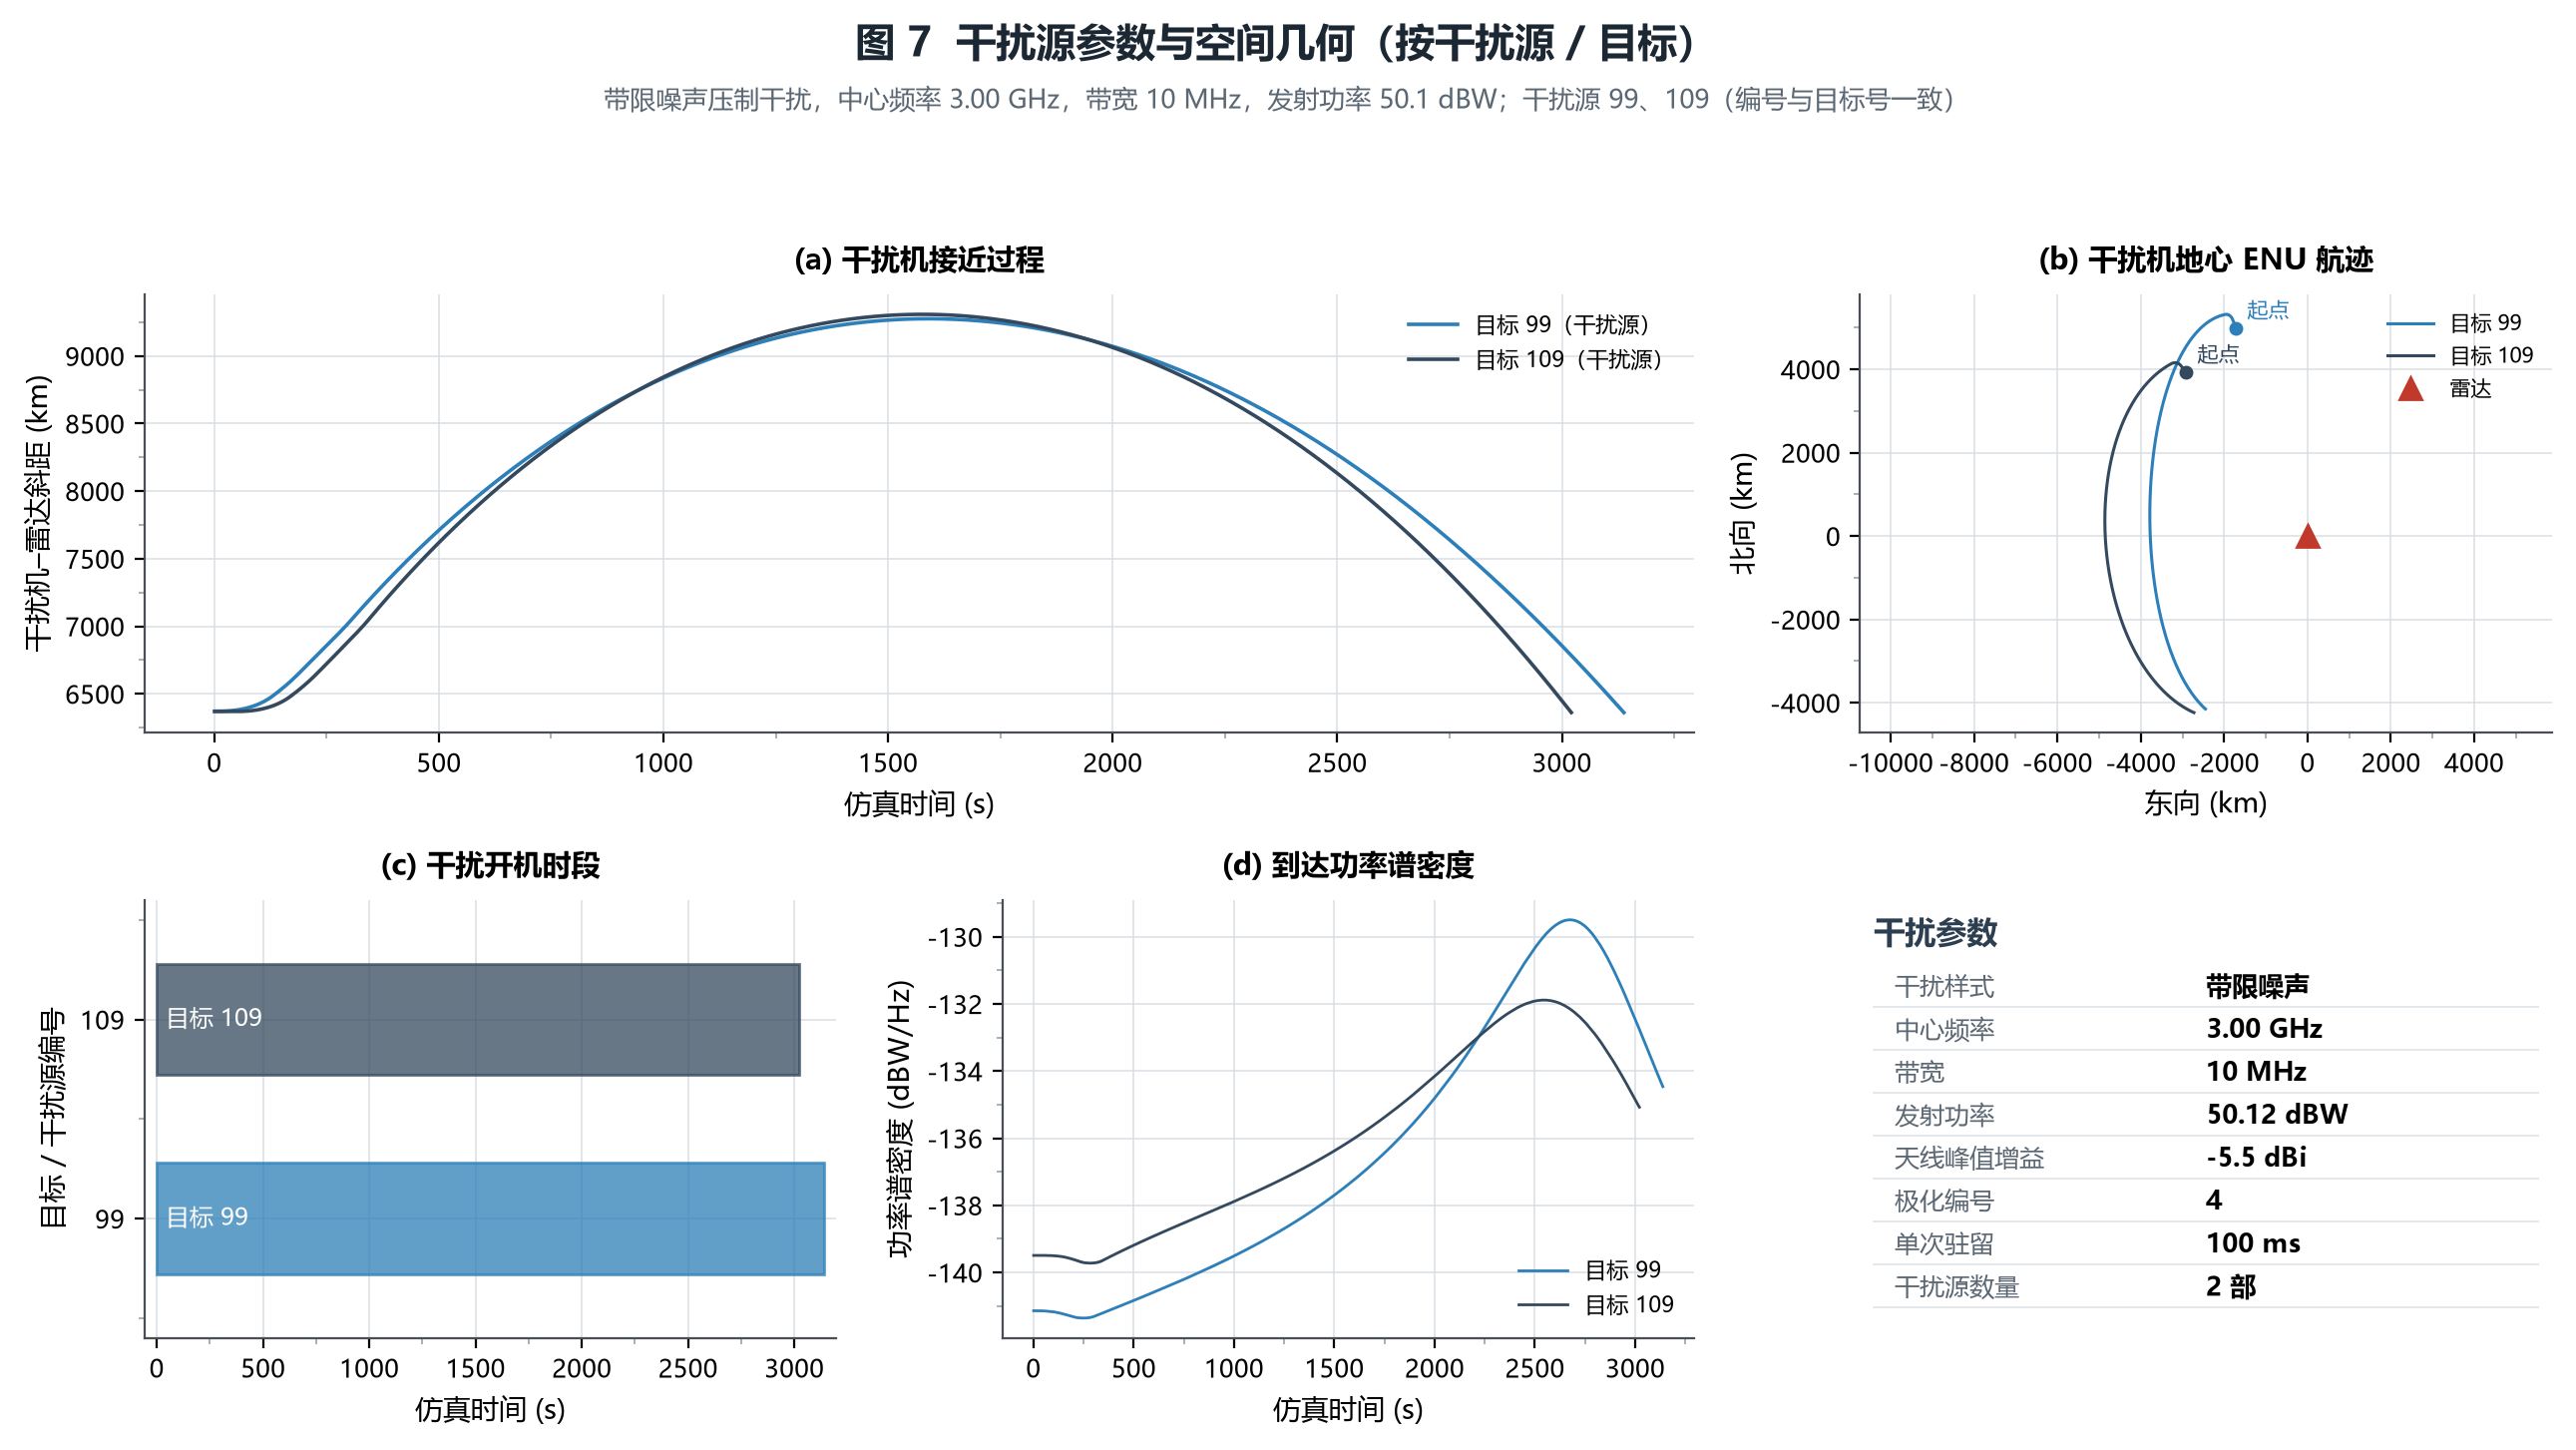 图 7  干扰源参数与空间几何（按干扰源 / 目标）
带限噪声压制干扰，中心频率 3.00 GHz，带宽 10 MHz，发射功率 50.1 dBW；干扰源 99、109（编号与目标号一致）
(a) 干扰机接近过程
干扰机–雷达斜距 (km)
9000
8500
8000
7500
7000
6500
0 500 1000 1500 2000 2500 3000
仿真时间 (s)
目标 99（干扰源）
目标 109（干扰源）
(b) 干扰机地心 ENU 航迹
北向 (km)
4000
2000
0
-2000
-4000
-10000 -8000 -6000 -4000 -2000 0 2000 4000
东向 (km)
起点
起点
目标 99
目标 109
雷达
(c) 干扰开机时段
目标 / 干扰源编号
109
99
目标 109
目标 99
0 500 1000 1500 2000 2500 3000
仿真时间 (s)
(d) 到达功率谱密度
功率谱密度 (dBW/Hz)
-130
-132
-134
-136
-138
-140
0 500 1000 1500 2000 2500 3000
仿真时间 (s)
目标 99
目标 109
干扰参数
干扰样式 带限噪声
中心频率 3.00 GHz
带宽 10 MHz
发射功率 50.12 dBW
天线峰值增益 -5.5 dBi
极化编号 4
单次驻留 100 ms
干扰源数量 2 部